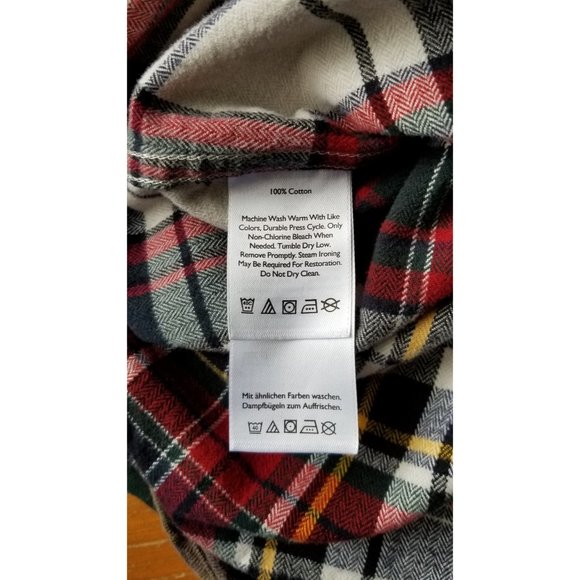 100% Cotton
Machine Wash Warm With Like
Colors, Durable Press Cycle. Only
Non-Chlorine Bleach When
Needed. Tumble Dry Low.
Remove Promptly. Steam Ironing
May Be Required For Restoration.
Do Not Dry Clean.
Mit ähnlichen Farben waschen.
Dampfbügeln zum Auffrischen.
40